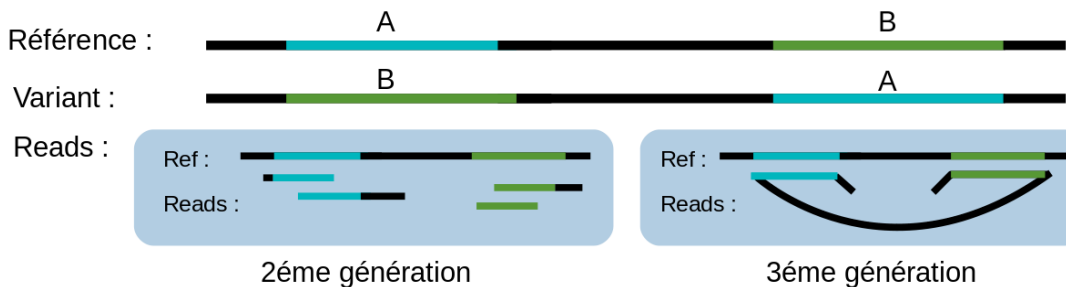 A B
Référence :
B A
Variant :
Reads :
Ref :
Reads :
Ref :
Reads :
2éme génération
3éme génération